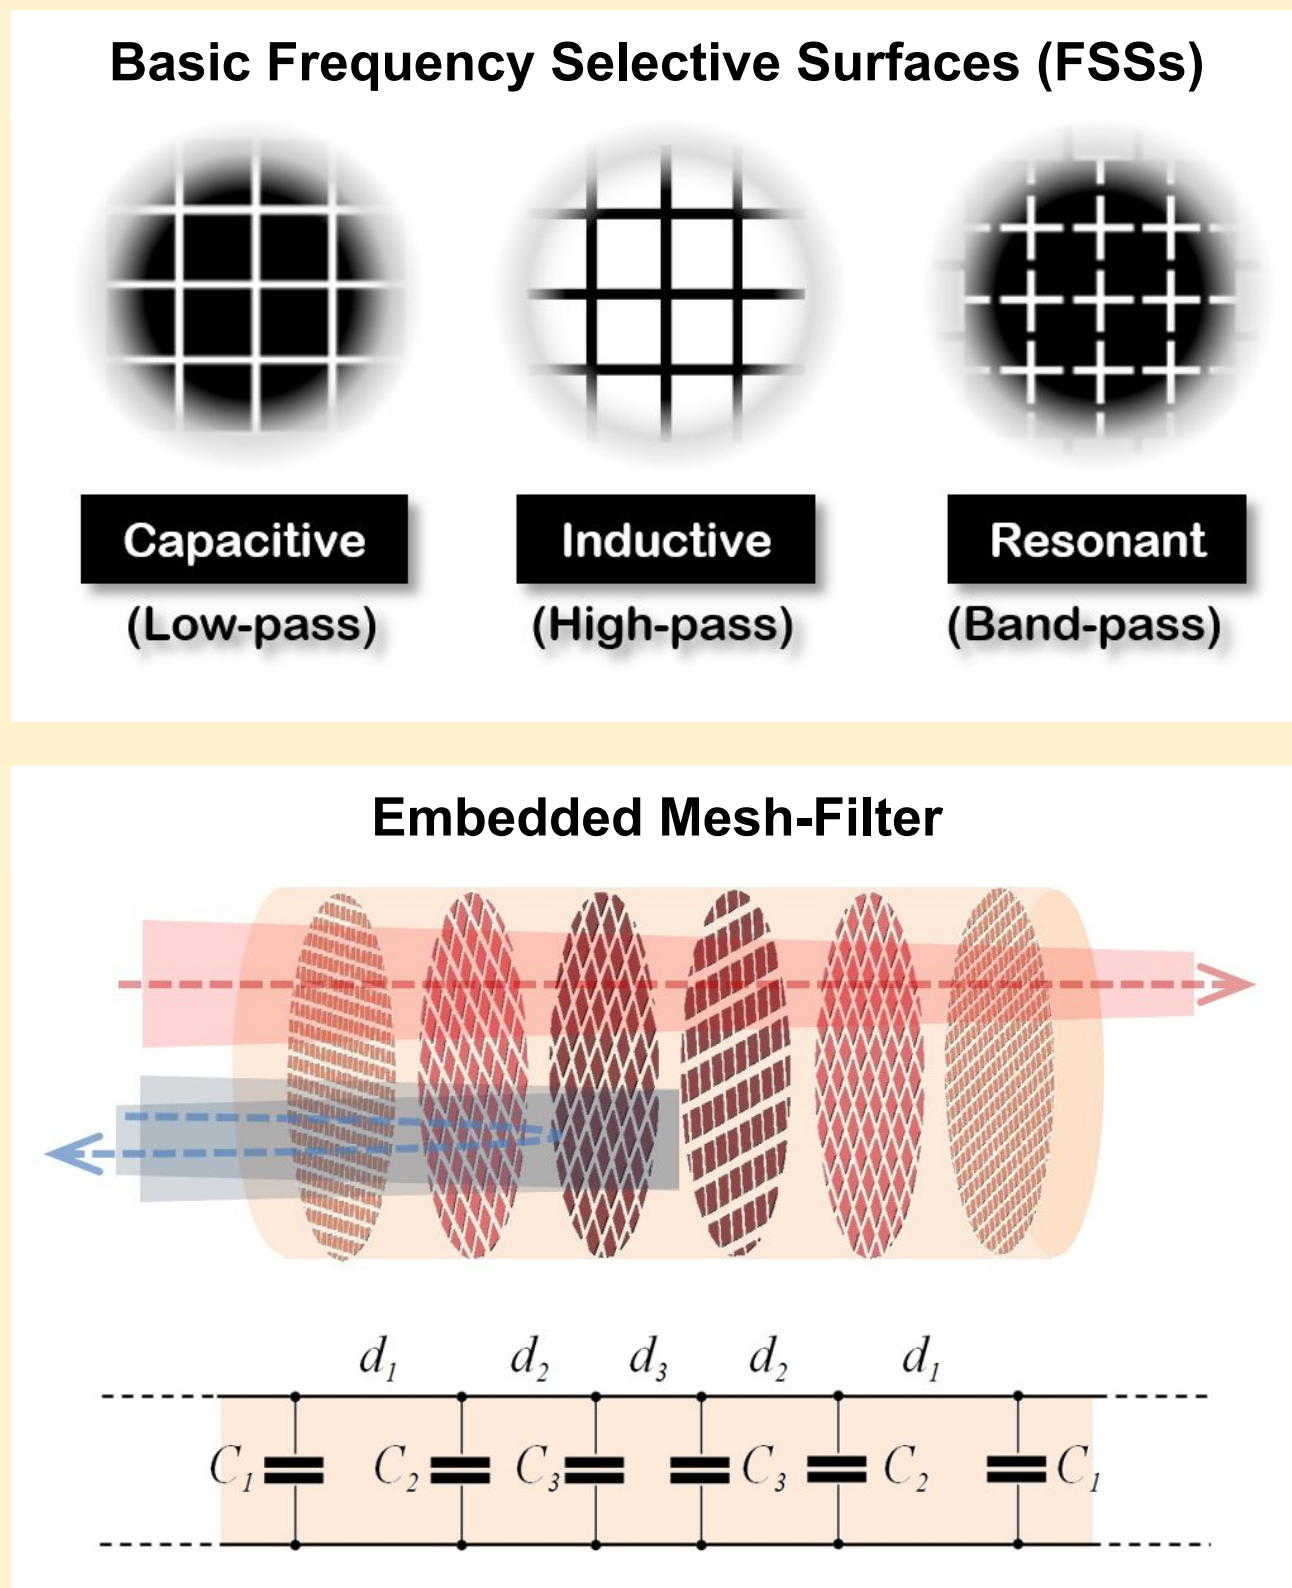 Basic Frequency Selective Surfaces (FSSs)
Capacitive Inductive Resonant
(Low-pass) (High-pass) (Band-pass)
Embedded Mesh-Filter
d₁ d₂ d₃ d₂ d₁
C₁ C₂ C₃ C₃ C₂ C₁